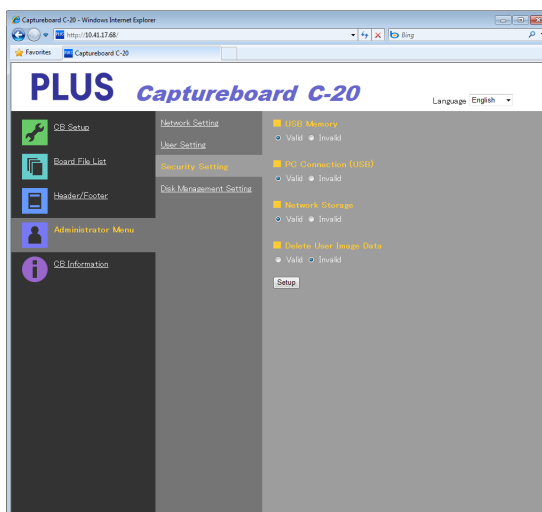 Captureboard C-20 - Windows Internet Explorer
http://10.41.17.68/
Bing
Favorites
Captureboard C-20
PLUS Captureboard C-20
Language English
CB Setup
Board File List
Header/Footer
Administrator Menu
CB Information
Network Setting
User Setting
Security Setting
Disk Management Setting
USB Memory
Valid Invalid
PC Connection (USB)
Valid Invalid
Network Storage
Valid Invalid
Delete User Image Data
Valid Invalid
Setup